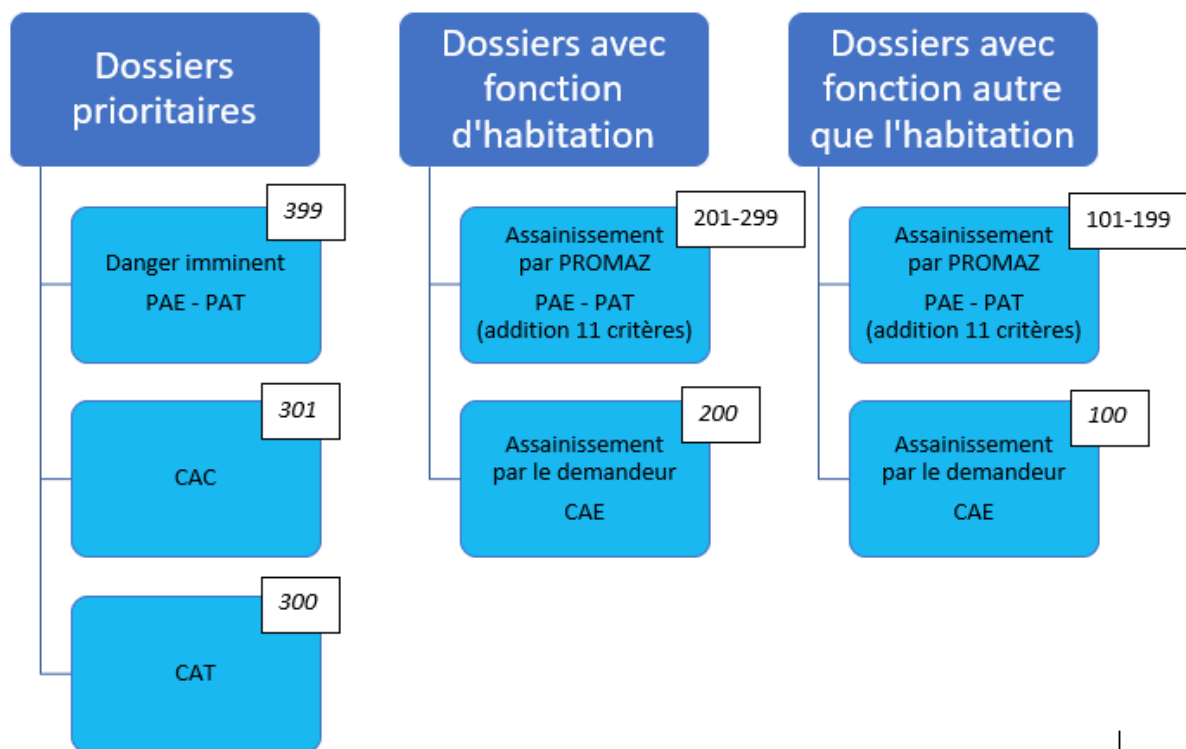 Dossiers
prioritaires
399
Danger imminent
PAE - PAT
301
CAC
300
CAT
Dossiers avec
fonction
d'habitation
201-299
Assainissement
par PROMAZ
PAE - PAT
(addition 11 critères)
200
Assainissement
par le demandeur
CAE
Dossiers avec
fonction autre
que l'habitation
101-199
Assainissement
par PROMAZ
PAE - PAT
(addition 11 critères)
100
Assainissement
par le demandeur
CAE